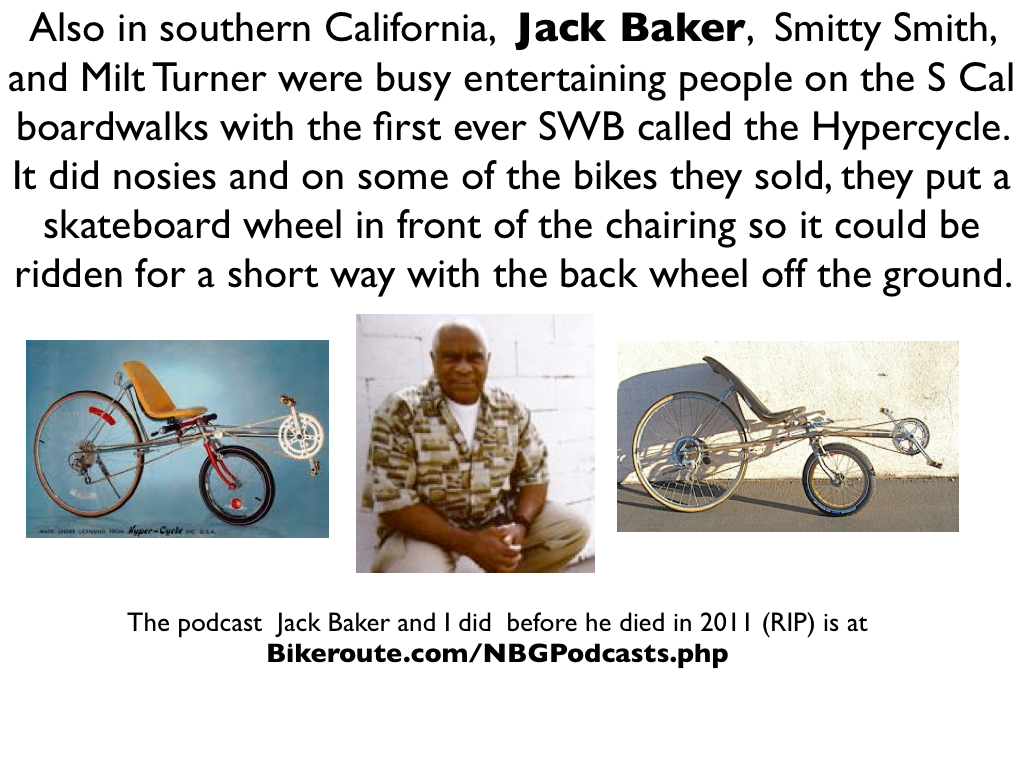 Also in southern California, Jack Baker, Smitty Smith,
and Milt Turner were busy entertaining people on the S Cal
boardwalks with the first ever SWB called the Hypercycle.
It did nosies and on some of the bikes they sold, they put a
skateboard wheel in front of the chairing so it could be
ridden for a short way with the back wheel off the ground.
MADE UNDER LICENSING FROM Hyper-Cycle INC. U.S.A.
The podcast Jack Baker and I did before he died in 2011 (RIP) is at
Bikeroute.com/NBGPodcasts.php